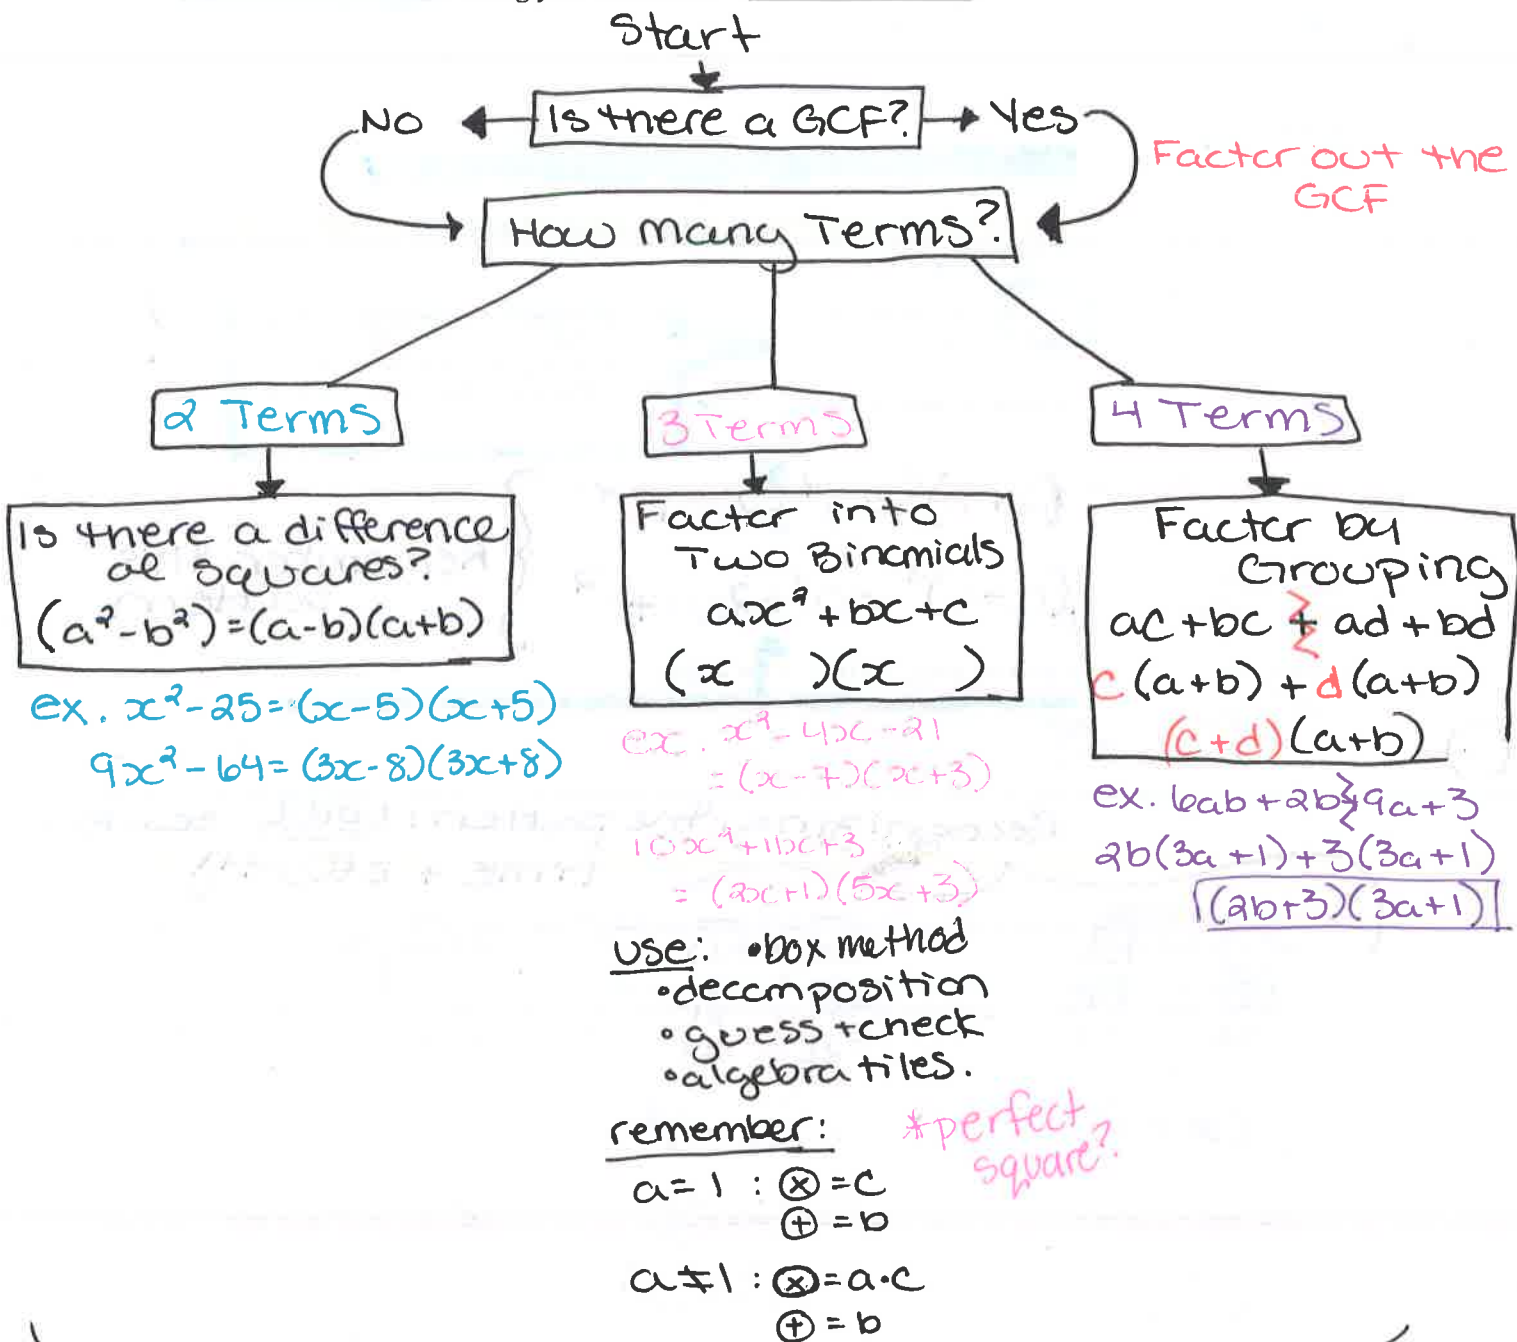 Start
Is there a GCF?
No
Yes
Factor out the
GCF
How many Terms?
2 Terms
Is there a difference
of squares?
(a²-b²)=(a-b)(a+b)
ex. x²-25=(x-5)(x+5)
9x²-64=(3x-8)(3x+8)
3 Terms
Factor into
Two Binomials
ax²+bx+c
(x )(x )
ex. x²-4x-21
=(x-7)(x+3)
10x²+11x+3
=(2x+1)(5x+3)
use: •box method
•decomposition
•guess+check
•algebra tiles.
remember:
*perfect
square?
a=1 : ⊗=c
⊕=b
a≠1 : ⊗=a·c
⊕=b
4 Terms
Factor by
Grouping
ac+bc + ad+bd
c(a+b)+d(a+b)
(c+d)(a+b)
ex. 6ab+2b+9a+3
2b(3a+1)+3(3a+1)
(2b+3)(3a+1)